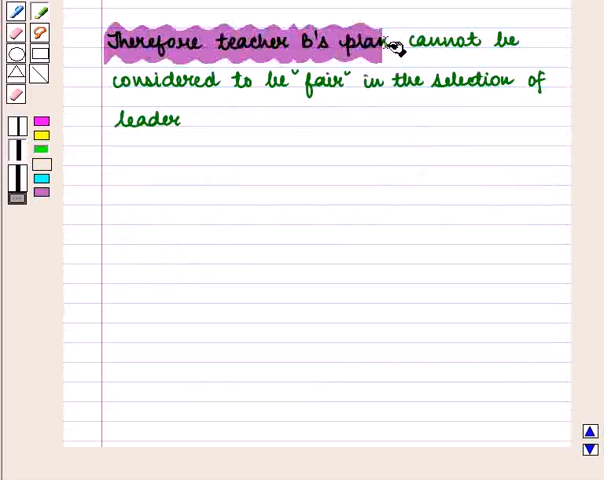 Therefore teacher B's plan cannot be
considered to be "fair" in the selection of
leader